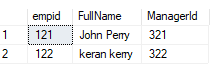 empid FullName ManagerId
1 121 John Perry 321
2 122 keran kerry 322